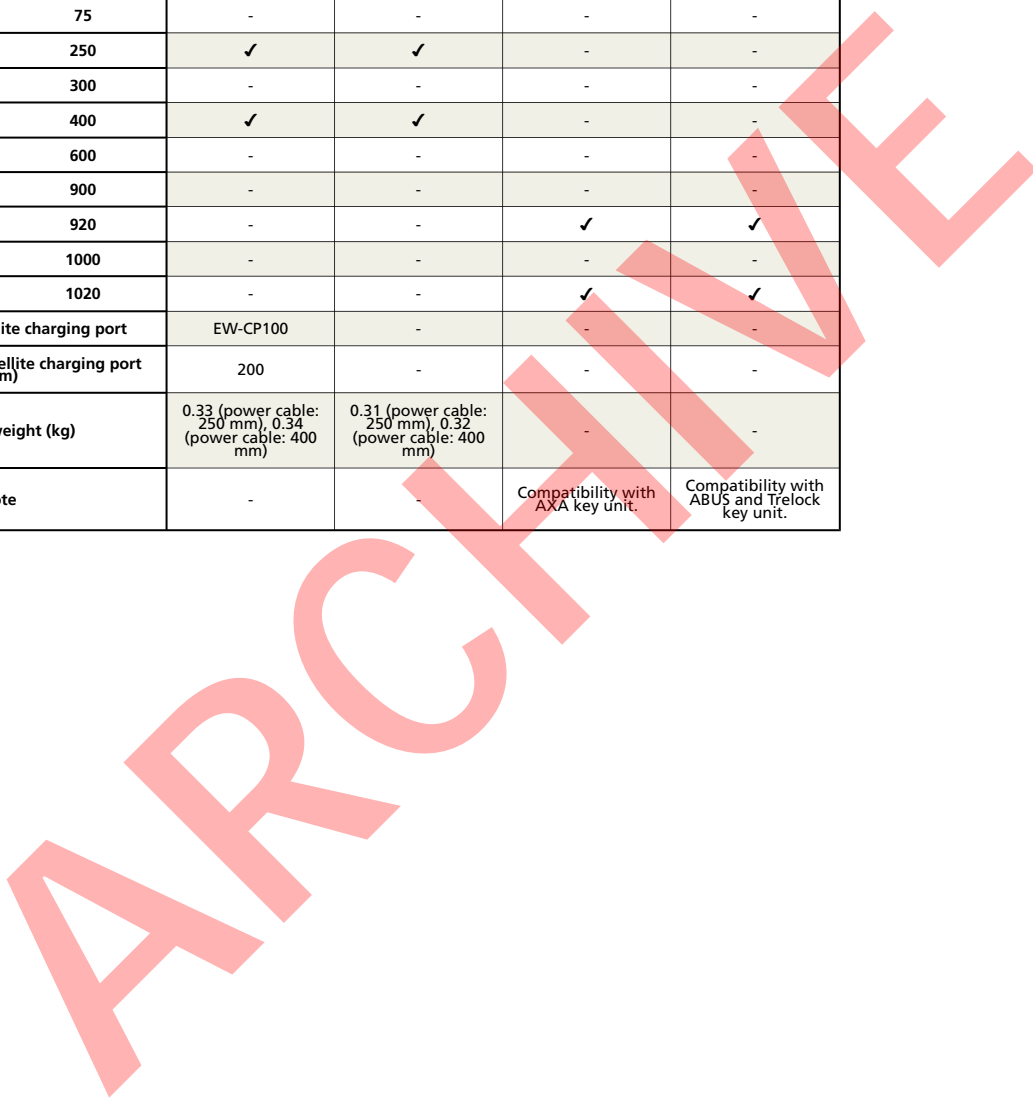 75 - - - -
250 ✓ ✓ - -
300 - - - -
400 ✓ ✓ - -
600 - - - -
900 - - - -
920 - - ✓ ✓
1000 - - - -
1020 - - ✓ ✓
ite charging port EW-CP100 - - -
ellite charging port
m) 200 - - -
eight (kg)
0.33 (power cable:
250 mm), 0.34
(power cable: 400
mm)
0.31 (power cable:
250 mm), 0.32
(power cable: 400
mm)
- -
te - -
Compatibility with
AXA key unit.
Compatibility with
ABUS and Trelock
key unit.
ARCHIVE